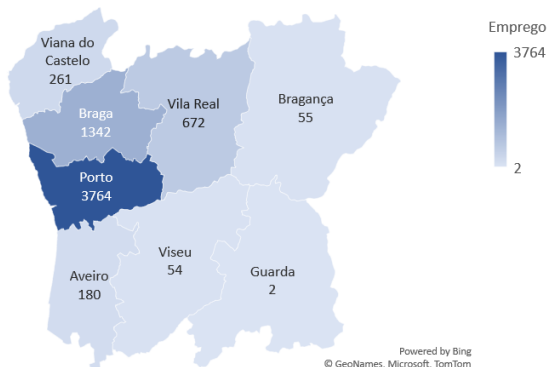 Viana do
Castelo
261
Braga
1342
Vila Real
672
Bragança
55
Porto
3764
Aveiro
180
Viseu
54
Guarda
2
Emprego
3764
2
Powered by Bing
© GeoNames, Microsoft, TomTom